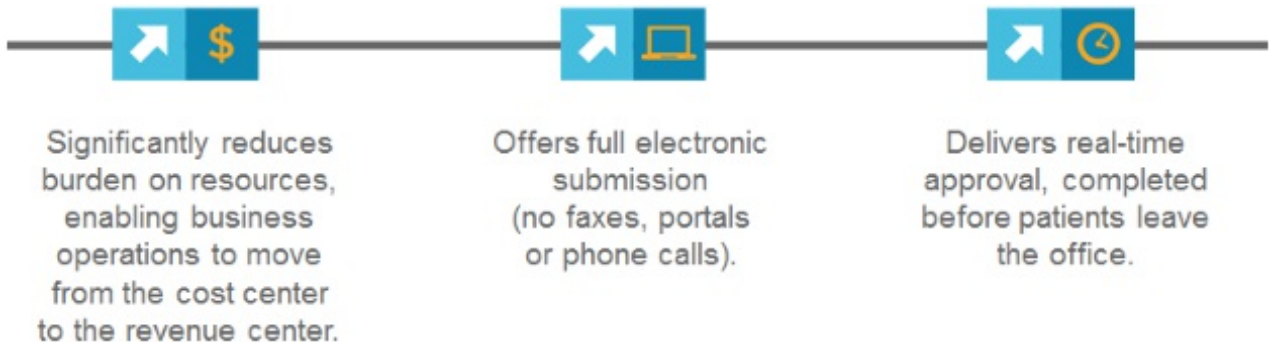 $
Significantly reduces
burden on resources,
enabling business
operations to move
from the cost center
to the revenue center.
Offers full electronic
submission
(no faxes, portals
or phone calls).
Delivers real-time
approval, completed
before patients leave
the office.